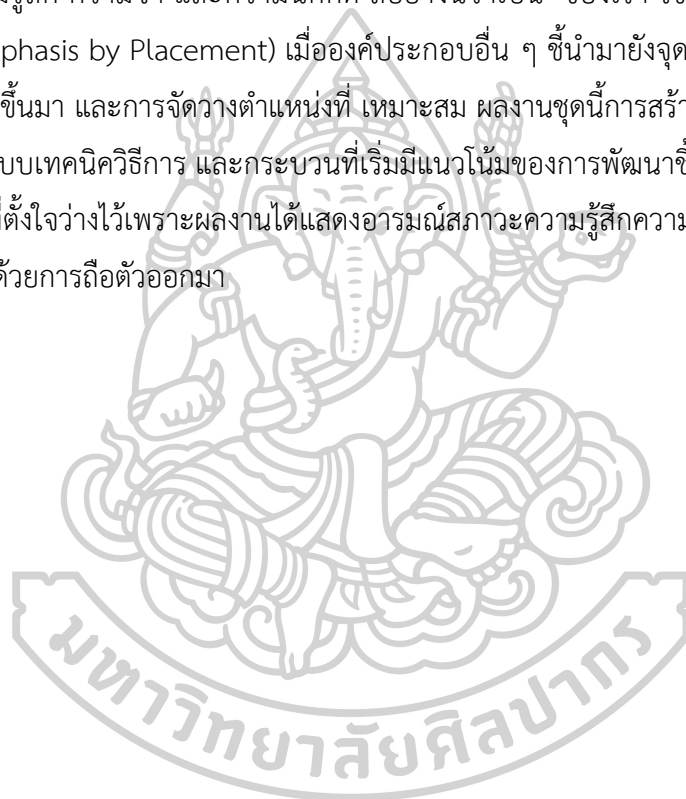 phasis by Placement) เมื่อองค์ประกอบอื่น ๆ ชี้นำมายังจุด
ขึ้นมา และการจัดวางตำแหน่งที่ เหมาะสม ผลงานชุดนี้การสร้า
บบเทคนิควิธีการ และกระบวนที่เริ่มมีแนวโน้มของการพัฒนาขึ้
ที่ตั้งใจว่างไว้เพราะผลงานได้แสดงอารมณ์สภาวะความรู้สึกความ
ด้วยการถือตัวออกมา
มหาวิทยาลัยศิลปากร